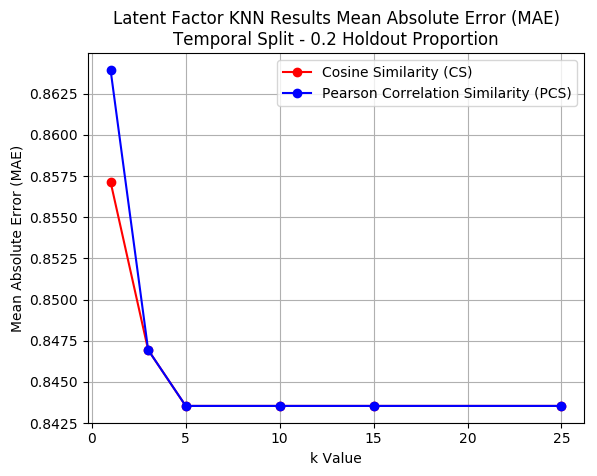 Latent Factor KNN Results Mean Absolute Error (MAE)
Temporal Split - 0.2 Holdout Proportion
Cosine Similarity (CS)
Pearson Correlation Similarity (PCS)
Mean Absolute Error (MAE)
0.8625
0.8600
0.8575
0.8550
0.8525
0.8500
0.8475
0.8450
0.8425
0
5
10
15
20
25
k Value